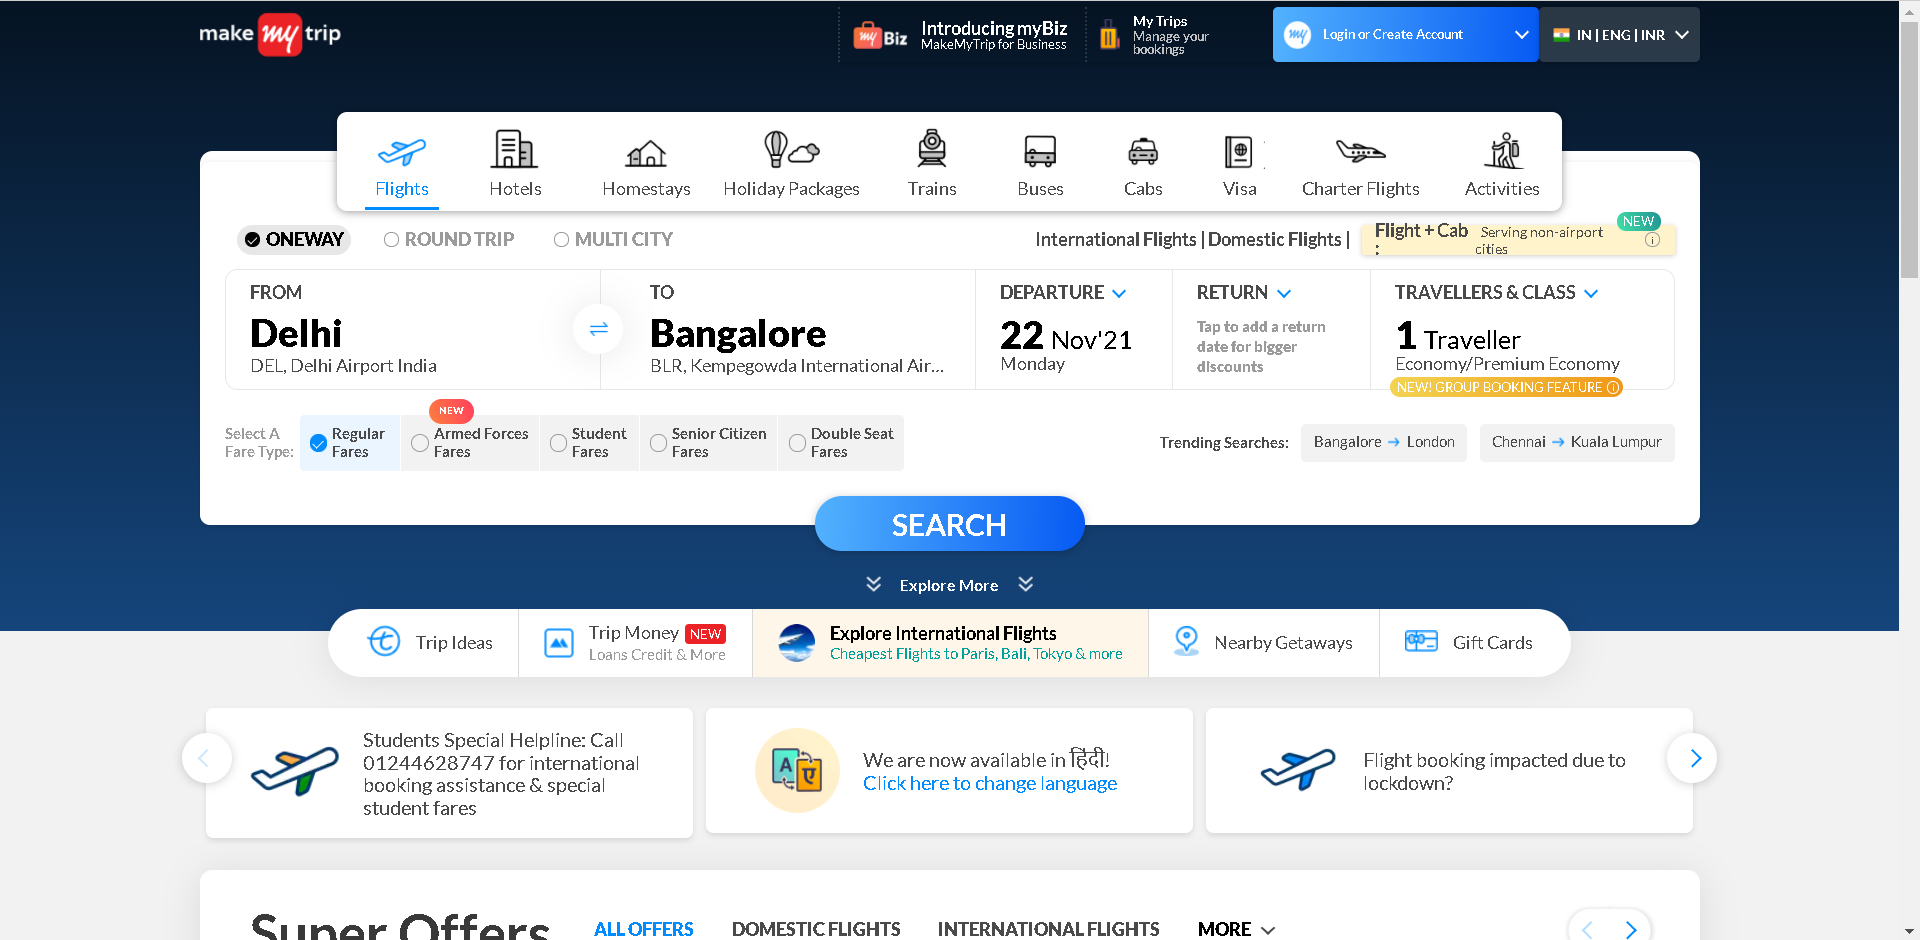 make my trip
my Biz
Introducing myBiz
MakeMyTrip for Business
My Trips
Manage your
bookings
my
Login or Create Account
IN | ENG | INR
Flights
Hotels
Homestays
Holiday Packages
Trains
Buses
Cabs
Visa
Charter Flights
Activities
ONEWAY
ROUND TRIP
MULTI CITY
International Flights | Domestic Flights |
Flight + Cab
:
Serving non-airport
cities
NEW
FROM
Delhi
DEL, Delhi Airport India
TO
Bangalore
BLR, Kempegowda International Air...
DEPARTURE
22 Nov'21
Monday
RETURN
Tap to add a return
date for bigger
discounts
TRAVELLERS & CLASS
1 Traveller
Economy/Premium Economy
NEW! GROUP BOOKING FEATURE
Select A
Fare Type:
Regular
Fares
NEW
Armed Forces
Fares
Student
Fares
Senior Citizen
Fares
Double Seat
Fares
Trending Searches:
Bangalore → London
Chennai → Kuala Lumpur
SEARCH
Explore More
Trip Ideas
Trip Money NEW
Loans Credit & More
Explore International Flights
Cheapest Flights to Paris, Bali, Tokyo & more
Nearby Getaways
Gift Cards
Students Special Helpline: Call
01244628747 for international
booking assistance & special
student fares
A
ए
We are now available in हिंदी!
Click here to change language
Flight booking impacted due to
lockdown?
Super Offers
ALL OFFERS
DOMESTIC FLIGHTS
INTERNATIONAL FLIGHTS
MORE